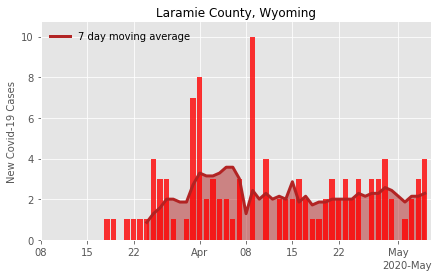 Laramie County, Wyoming
7 day moving average
New Covid-19 Cases
10
8
6
4
2
0
08 15 22 Apr 08 15 22 May
2020-May